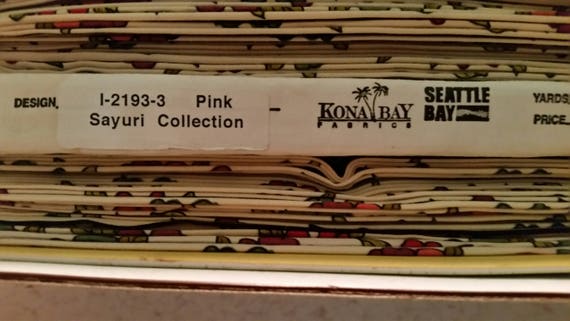 DESIGN
I-2193-3 Pink
Sayuri Collection
KONA BAY
FABRICS
SEATTLE
BAY
YARDS
PRICE